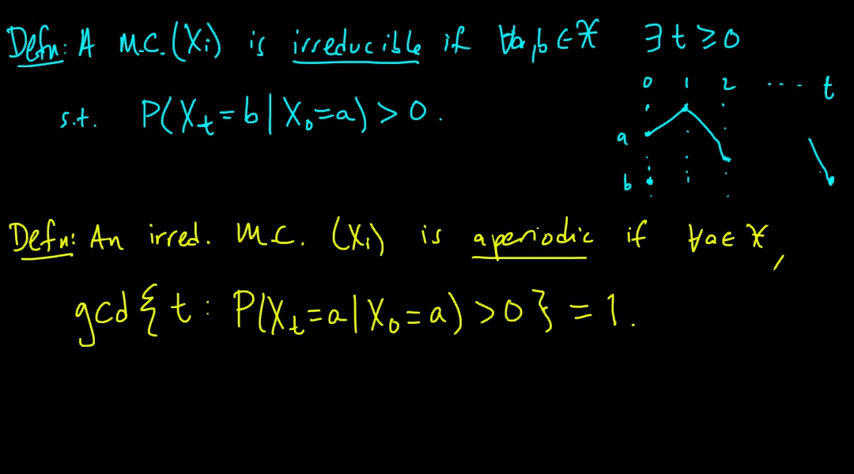 Defn: A M.C. (Xᵢ) is irreducible if ∀a,b ∈ 𝒳 ∃ t ≥ 0
s.t. P(Xₜ = b | X₀ = a) > 0.
0 1 2 ... t
a
b
Defn: An irred. M.C. (Xᵢ) is aperiodic if ∀a ∈ 𝒳,
gcd { t : P(Xₜ = a | X₀ = a) > 0 } = 1.